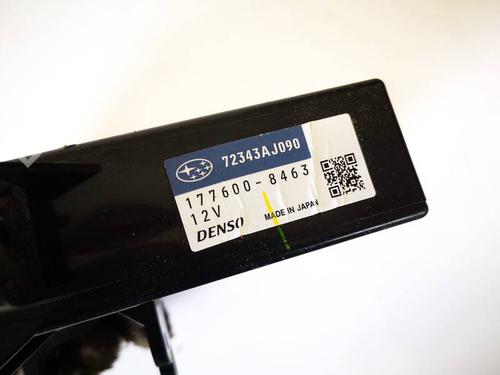 72343AJ090
177600-8463
12V
DENSO MADE IN JAPAN